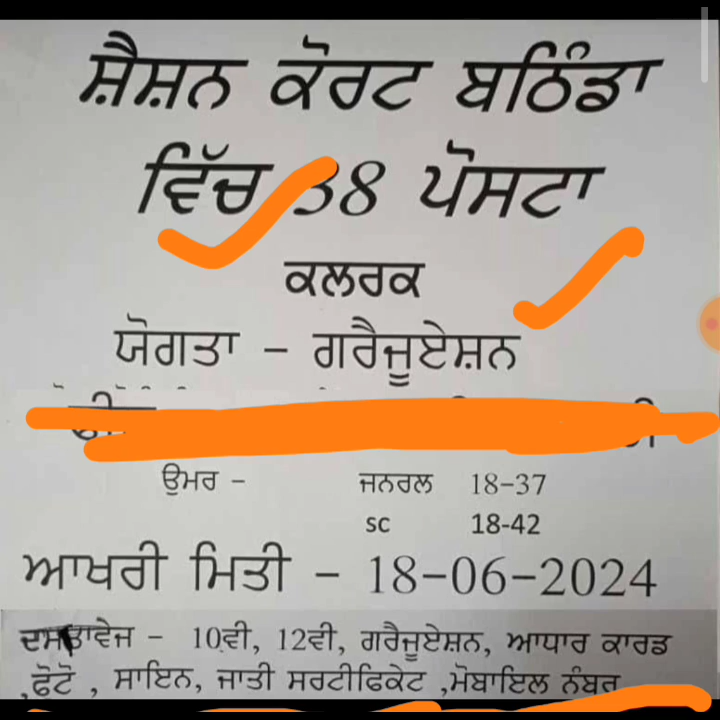 ਸ਼ੈਸ਼ਨ ਕੋਰਟ ਬਠਿੰਡਾ
ਵਿੱਚ 38 ਪੋਸਟਾ
ਕਲਰਕ
ਯੋਗਤਾ - ਗਰੈਜੂਏਸ਼ਨ
ਉਮਰ - ਜਨਰਲ 18-37
sc 18-42
ਆਖਰੀ ਮਿਤੀ - 18-06-2024
ਦਸਤਾਵੇਜ - 10ਵੀ, 12ਵੀ, ਗਰੈਜੂਏਸ਼ਨ, ਆਧਾਰ ਕਾਰਡ
,ਫੋਟੋ , ਸਾਇਨ, ਜਾਤੀ ਸਰਟੀਫਿਕੇਟ ,ਮੋਬਾਇਲ ਨੰਬਰ